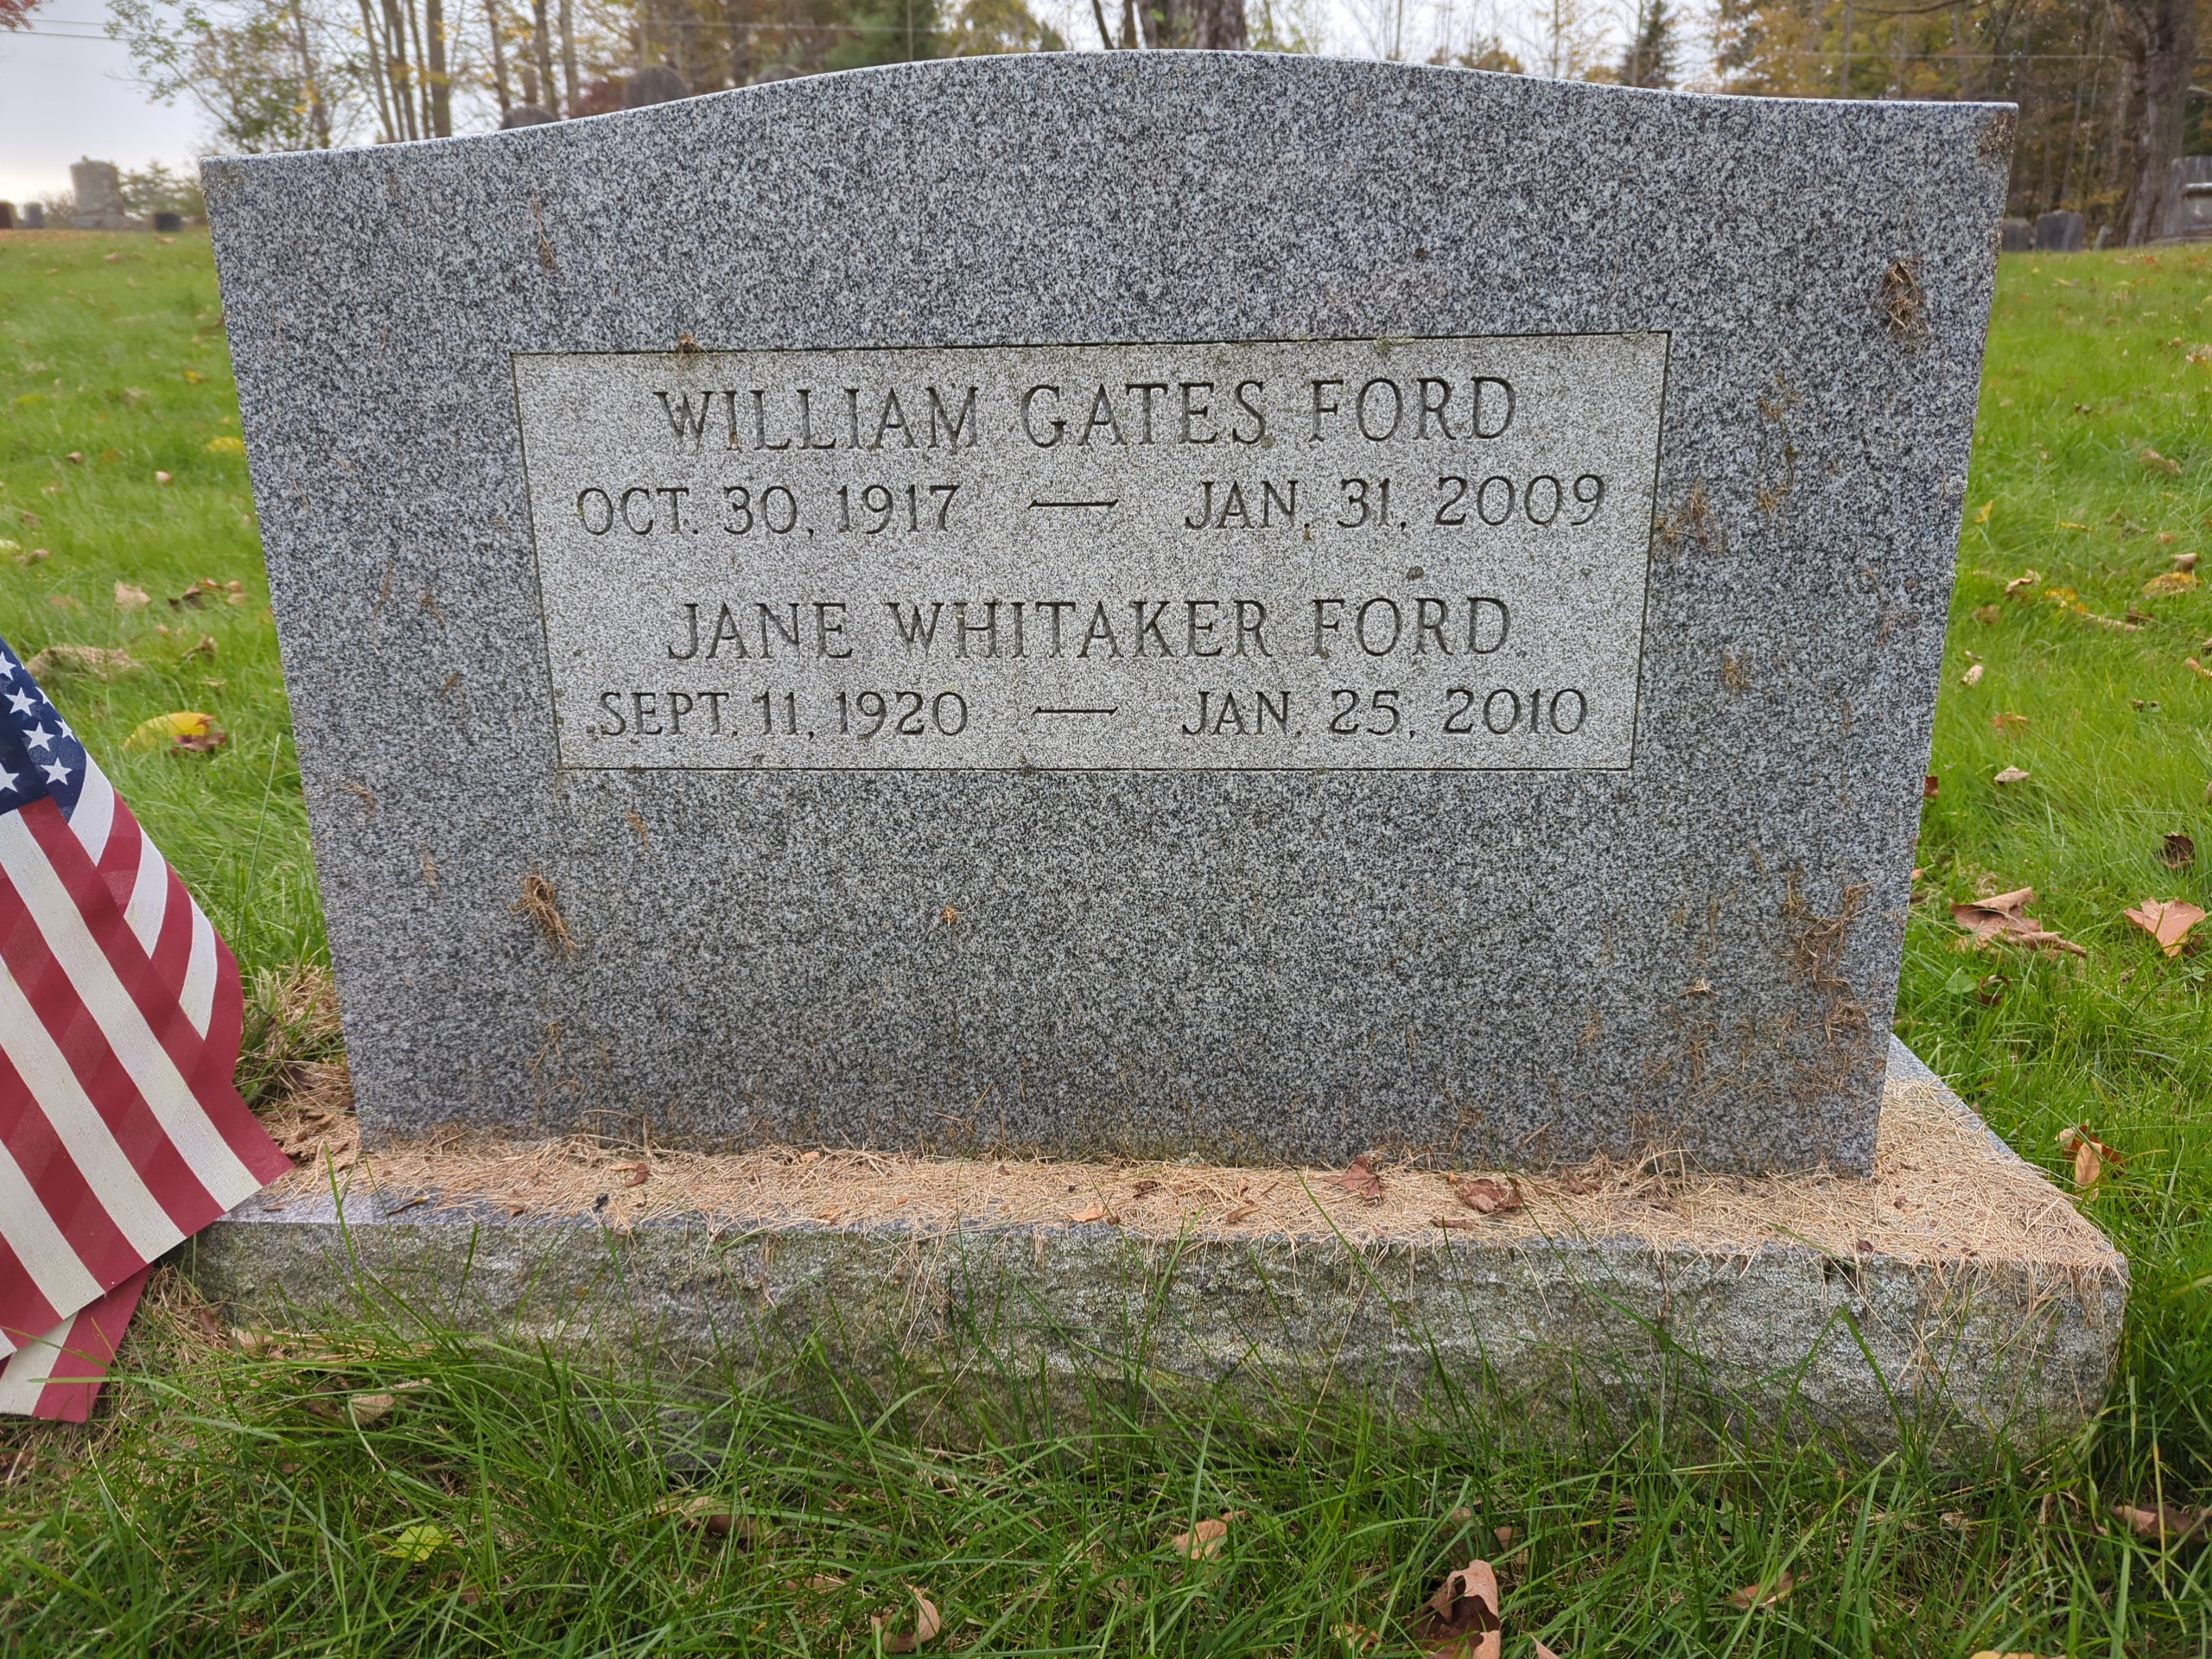 WILLIAM GATES FORD
OCT. 30, 1917 — JAN. 31, 2009
JANE WHITAKER FORD
SEPT. 11, 1920 — JAN. 25, 2010